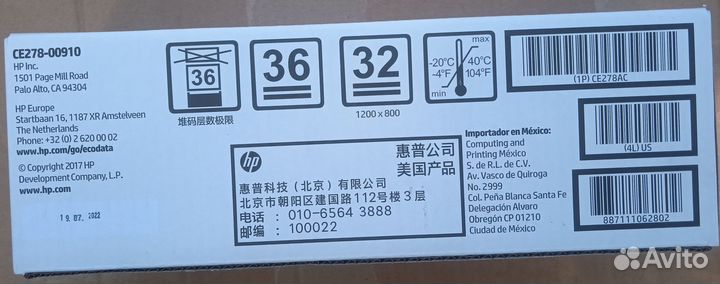 CE278-00910
HP Inc.
1501 Page Mill Road
Palo Alto, CA 94304
HP Europe
Startbaan 16, 1187 XR Amstelveen
The Netherlands
Phone: +32 (0) 2 620 00 02
www.hp.com/go/ecodata
© Copyright 2017 HP
Development Company, L.P.
www.hp.com
19. 07. 2022
36
堆码层数极限
36
32
1200 x 800
max
-20°C 40°C
-4°F 104°F
min
(1P) CE278AC
(4L) US
887111062802
hp
惠普公司
美国产品
惠普科技（北京）有限公司
北京市朝阳区建国路112号楼3层
电话： 010-6564 3888
邮编： 100022
Importador en México:
Computing and
Printing México
S. de R.L. de C.V.
Av. Vasco de Quiroga
No. 2999
Col. Peña Blanca Santa Fe
Delegación Alvaro
Obregón CP 01210
Ciudad de México
Avito